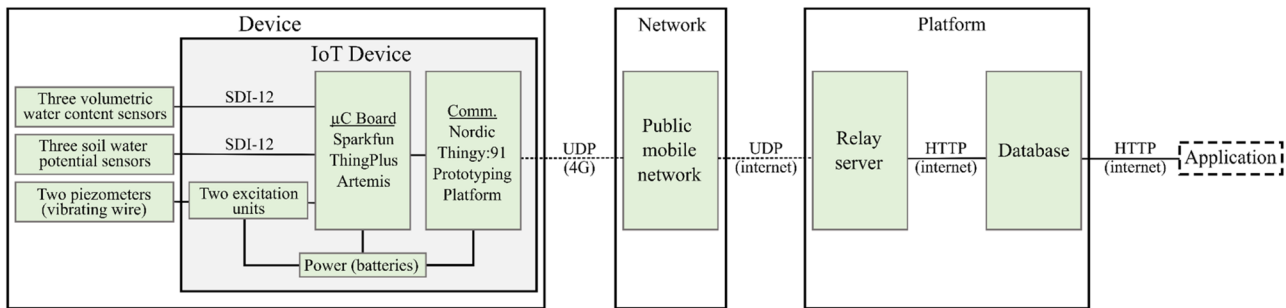 Device
IoT Device
Three volumetric
water content sensors
SDI-12
Three soil water
potential sensors
SDI-12
Two piezometers
(vibrating wire)
Two excitation
units
µC Board
Sparkfun
ThingPlus
Artemis
Comm.
Nordic
Thingy:91
Prototyping
Platform
Power (batteries)
UDP
(4G)
Network
Public
mobile
network
UDP
(internet)
Platform
Relay
server
HTTP
(internet)
Database
HTTP
(internet)
Application